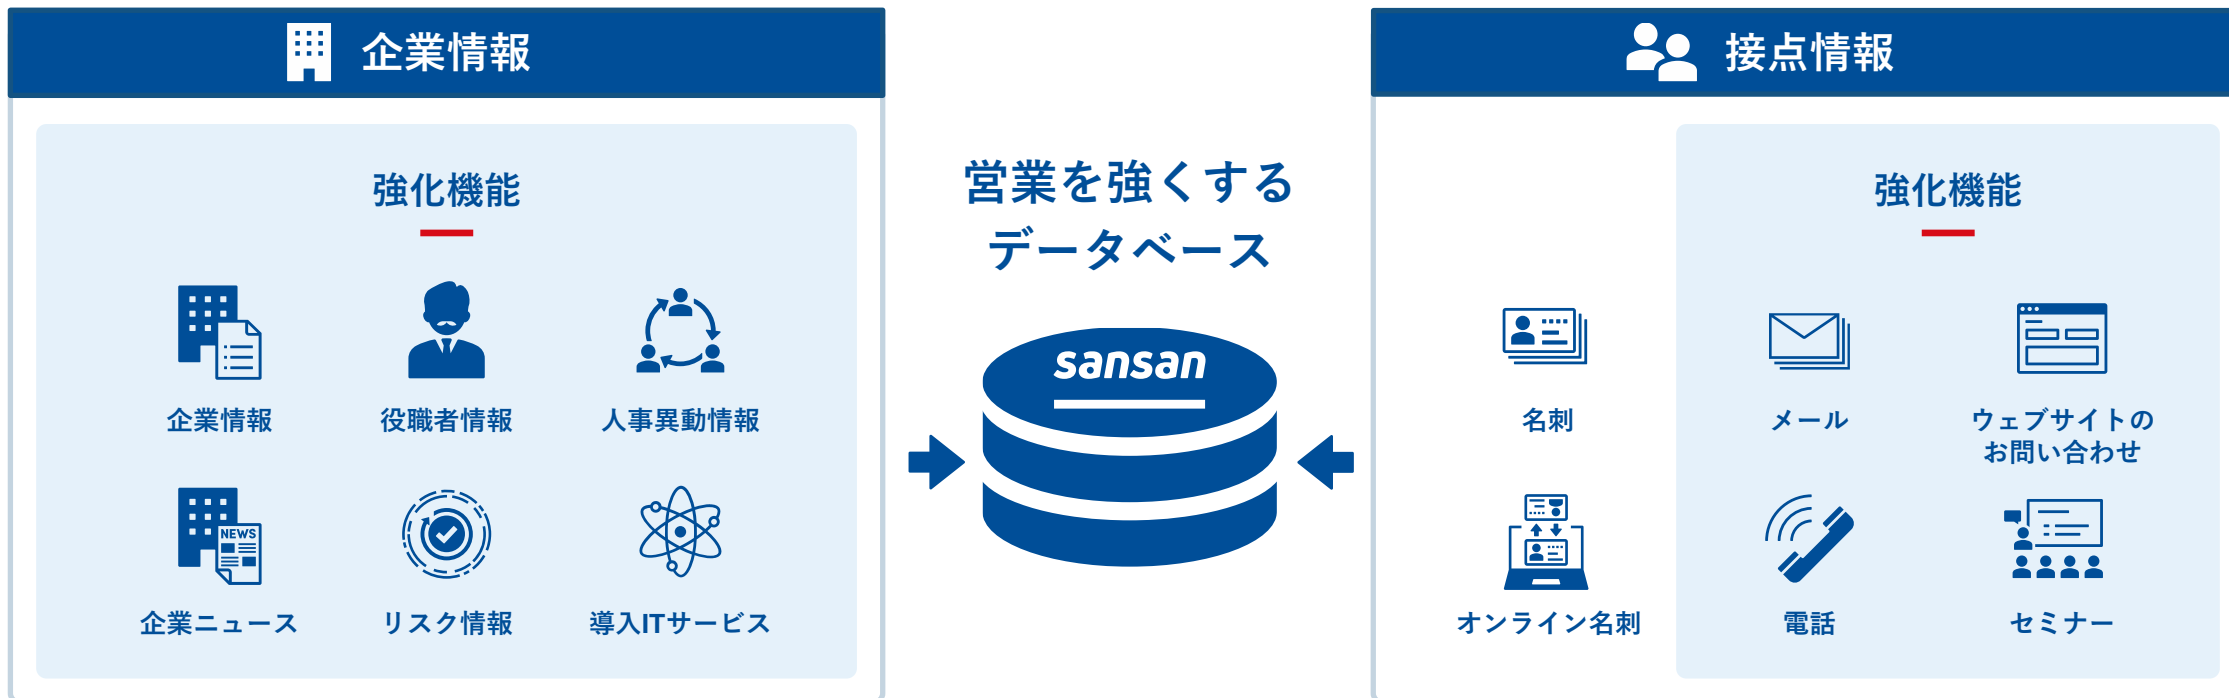 企業情報
強化機能
企業情報
役職者情報
人事異動情報
NEWS
企業ニュース
リスク情報
導入ITサービス
営業を強くする
データベース
sansan
接点情報
名刺
オンライン名刺
強化機能
メール
ウェブサイトの
お問い合わせ
電話
セミナー